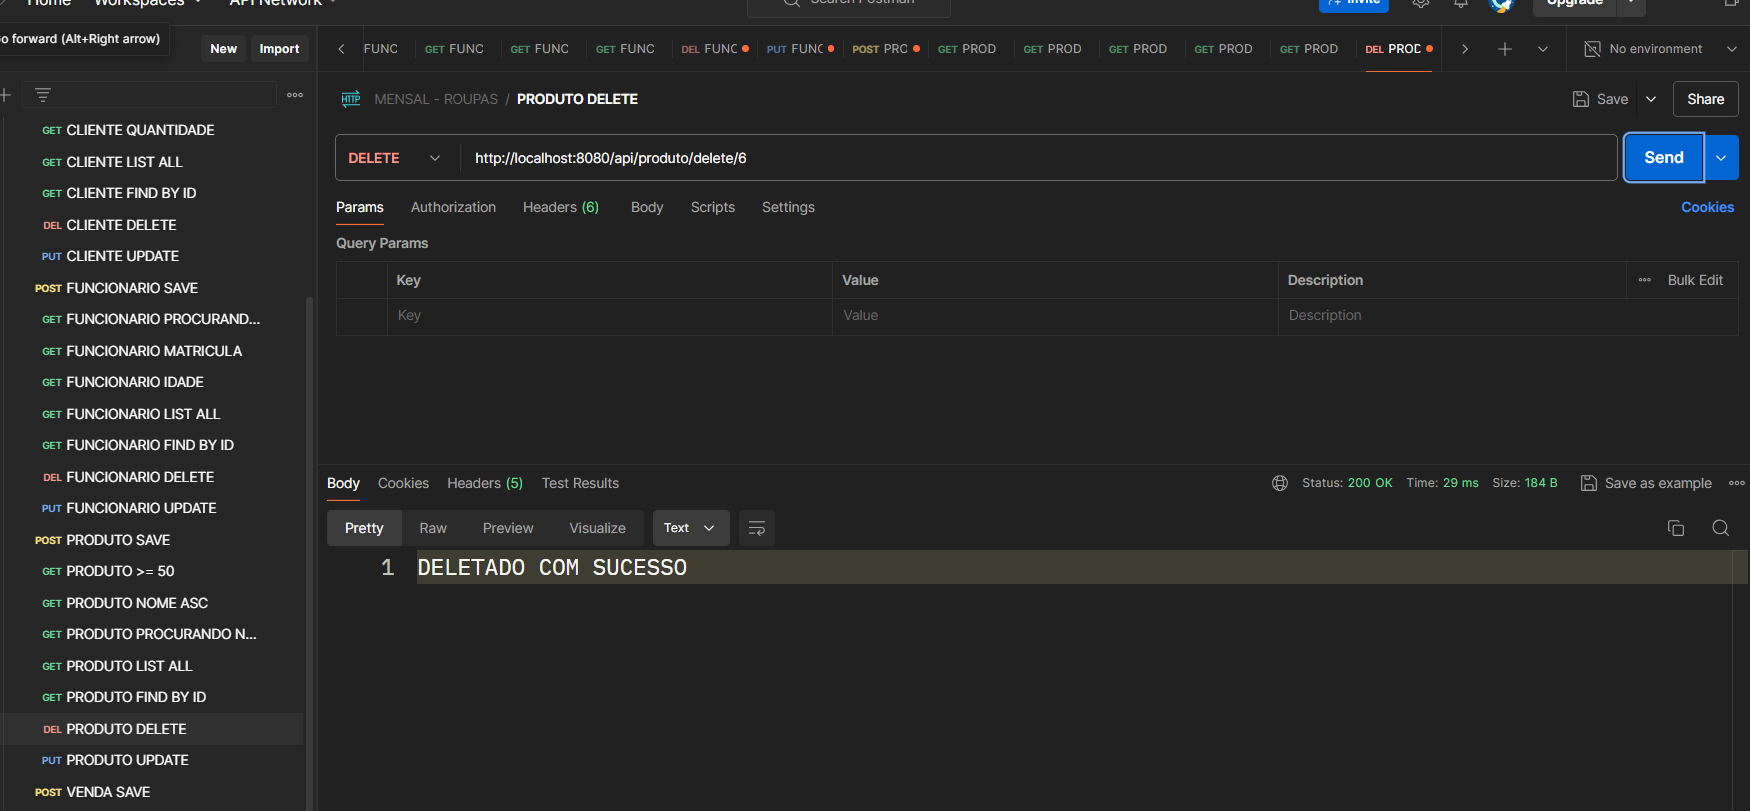 Home Workspaces API Network Search Postman Invite Upgrade
Go forward (Alt+Right arrow)
New Import
FUNC GET FUNC GET FUNC GET FUNC DEL FUNC PUT FUNC POST PRO GET PROD GET PROD GET PROD GET PROD GET PROD DEL PROD No environment
HTTP MENSAL - ROUPAS / PRODUTO DELETE Save Share
DELETE http://localhost:8080/api/produto/delete/6 Send
Params Authorization Headers (6) Body Scripts Settings Cookies
Query Params
Key Value Description Bulk Edit
Key Value Description
GET CLIENTE QUANTIDADE
GET CLIENTE LIST ALL
GET CLIENTE FIND BY ID
DEL CLIENTE DELETE
PUT CLIENTE UPDATE
POST FUNCIONARIO SAVE
GET FUNCIONARIO PROCURAND...
GET FUNCIONARIO MATRICULA
GET FUNCIONARIO IDADE
GET FUNCIONARIO LIST ALL
GET FUNCIONARIO FIND BY ID
DEL FUNCIONARIO DELETE
PUT FUNCIONARIO UPDATE
POST PRODUTO SAVE
GET PRODUTO >= 50
GET PRODUTO NOME ASC
GET PRODUTO PROCURANDO N...
GET PRODUTO LIST ALL
GET PRODUTO FIND BY ID
DEL PRODUTO DELETE
PUT PRODUTO UPDATE
POST VENDA SAVE
Body Cookies Headers (5) Test Results Status: 200 OK Time: 29 ms Size: 184 B Save as example
Pretty Raw Preview Visualize Text
1 DELETADO COM SUCESSO